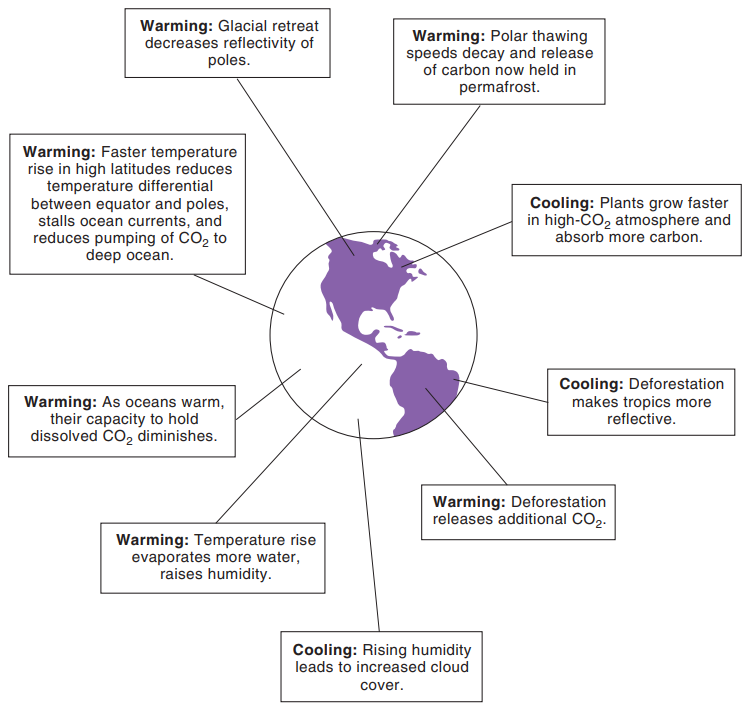 Warming: Glacial retreat
decreases reflectivity of
poles.
Warming: Polar thawing
speeds decay and release
of carbon now held in
permafrost.
Warming: Faster temperature
rise in high latitudes reduces
temperature differential
between equator and poles,
stalls ocean currents, and
reduces pumping of CO₂ to
deep ocean.
Cooling: Plants grow faster
in high-CO₂ atmosphere and
absorb more carbon.
Cooling: Deforestation
makes tropics more
reflective.
Warming: As oceans warm,
their capacity to hold
dissolved CO₂ diminishes.
Warming: Deforestation
releases additional CO₂.
Warming: Temperature rise
evaporates more water,
raises humidity.
Cooling: Rising humidity
leads to increased cloud
cover.